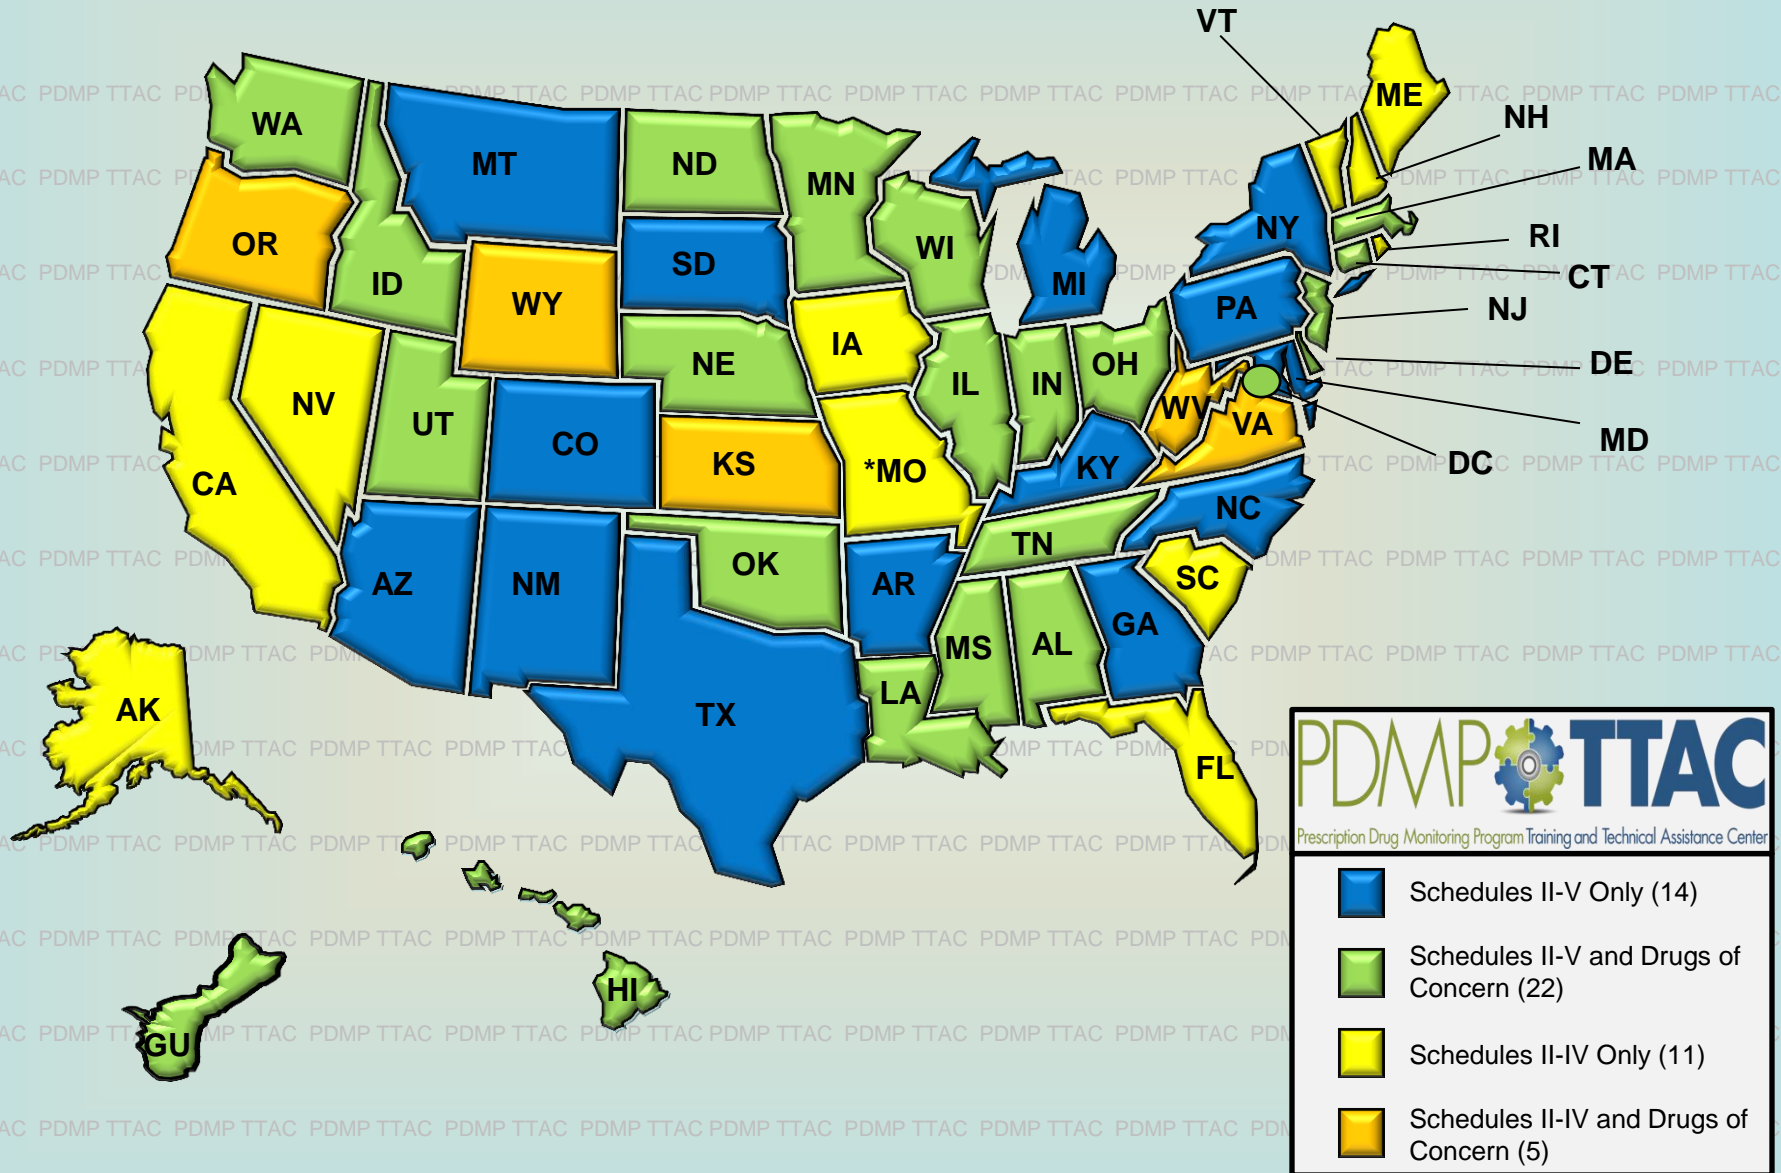 VT
ME
NH
WA
MA
MT
ND
MN
NY
RI
OR
WI
SD
CT
ID
MI
WY
PA
NJ
IA
NE
OH
DE
IL
IN
NV
WV
UT
VA
CO
MD
KS
*MO
KY
DC
CA
NC
TN
OK
SC
AZ
NM
AR
GA
MS
AL
LA
AK
TX
FL
HI
GU
PDMP TTAC
Prescription Drug Monitoring Program Training and Technical Assistance Center
Schedules II-V Only (14)
Schedules II-V and Drugs of
Concern (22)
Schedules II-IV Only (11)
Schedules II-IV and Drugs of
Concern (5)